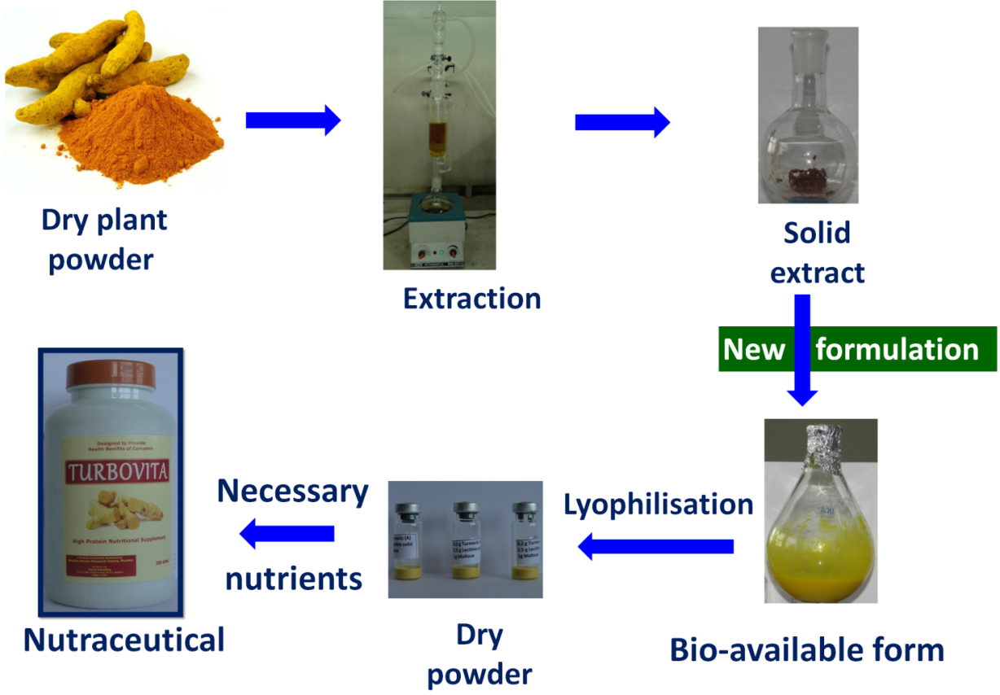 Dry plant
powder
Extraction
Solid
extract
New formulation
Bio-available form
Lyophilisation
Dry
powder
Necessary
nutrients
Nutraceutical
Designed to Provide
Health Benifits of Curcumin
TURBOVITA
High Protein Nutritional Supplement